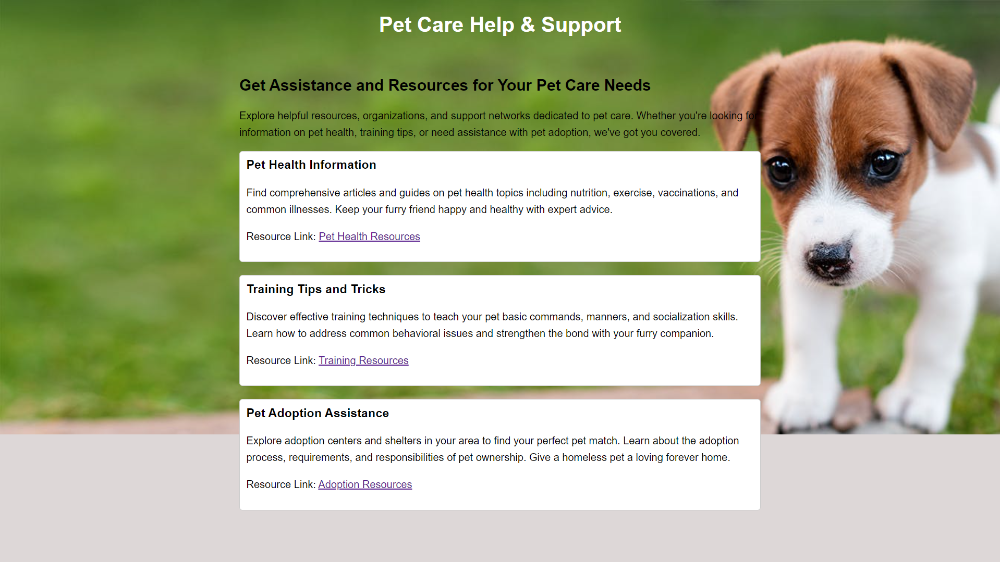 Pet Care Help & Support
Get Assistance and Resources for Your Pet Care Needs
Explore helpful resources, organizations, and support networks dedicated to pet care. Whether you're looking for
information on pet health, training tips, or need assistance with pet adoption, we've got you covered.
Pet Health Information
Find comprehensive articles and guides on pet health topics including nutrition, exercise, vaccinations, and
common illnesses. Keep your furry friend happy and healthy with expert advice.
Resource Link: Pet Health Resources
Training Tips and Tricks
Discover effective training techniques to teach your pet basic commands, manners, and socialization skills.
Learn how to address common behavioral issues and strengthen the bond with your furry companion.
Resource Link: Training Resources
Pet Adoption Assistance
Explore adoption centers and shelters in your area to find your perfect pet match. Learn about the adoption
process, requirements, and responsibilities of pet ownership. Give a homeless pet a loving forever home.
Resource Link: Adoption Resources